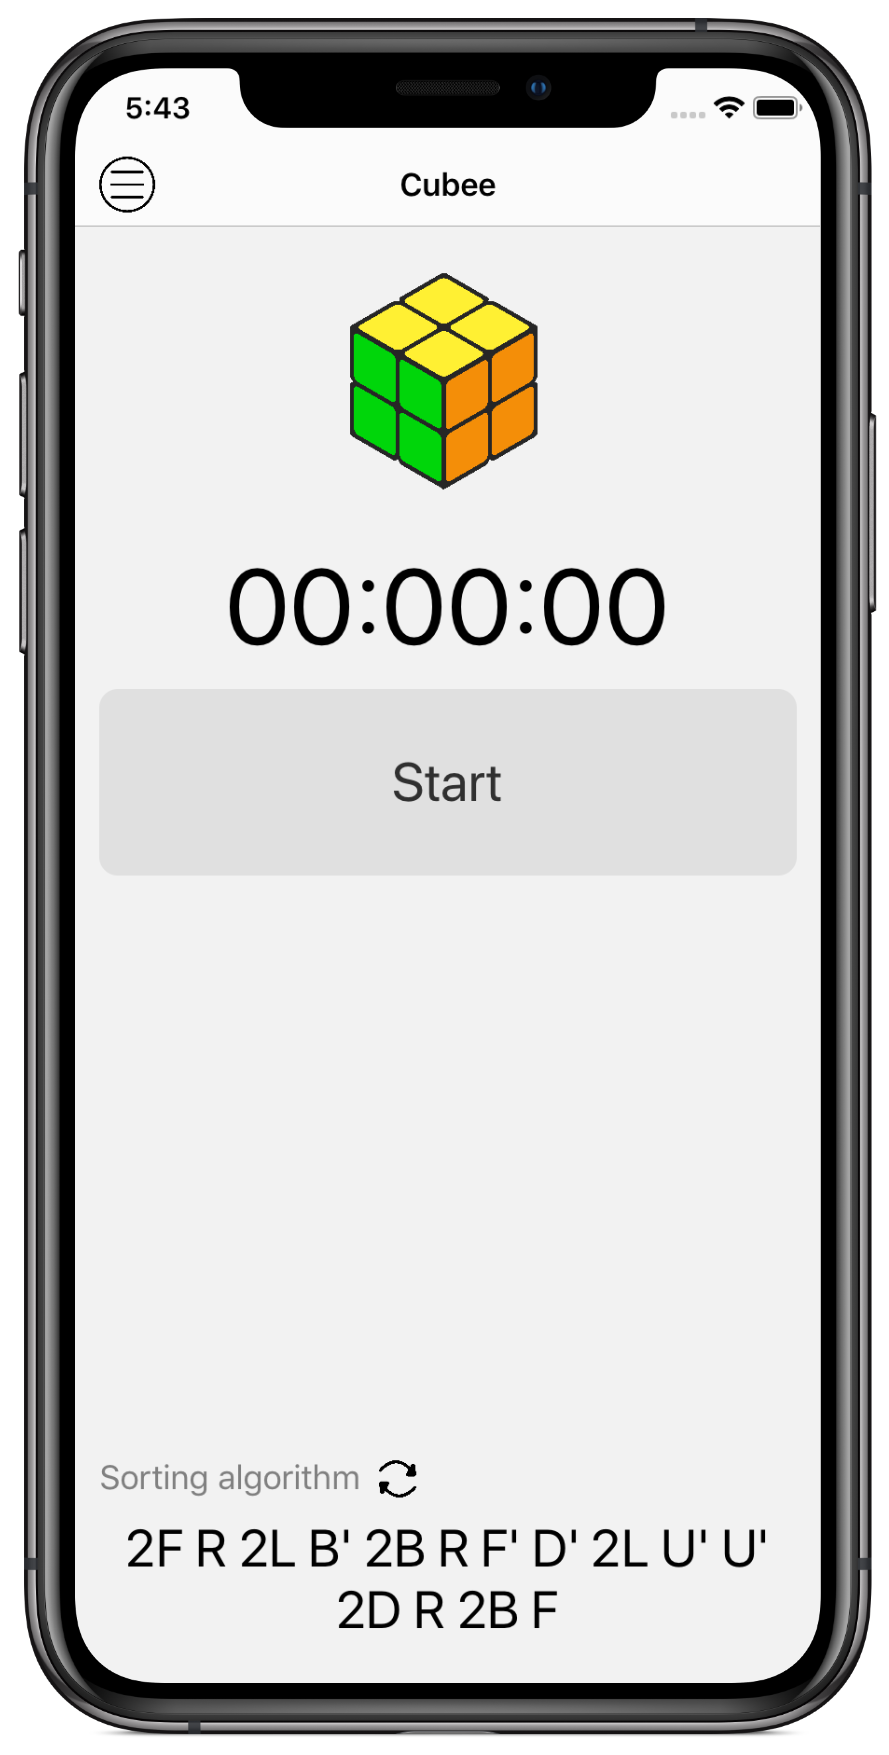 5:43
Cubee
00:00:00
Start
Sorting algorithm
2F R 2L B' 2B R F' D' 2L U' U'
2D R 2B F